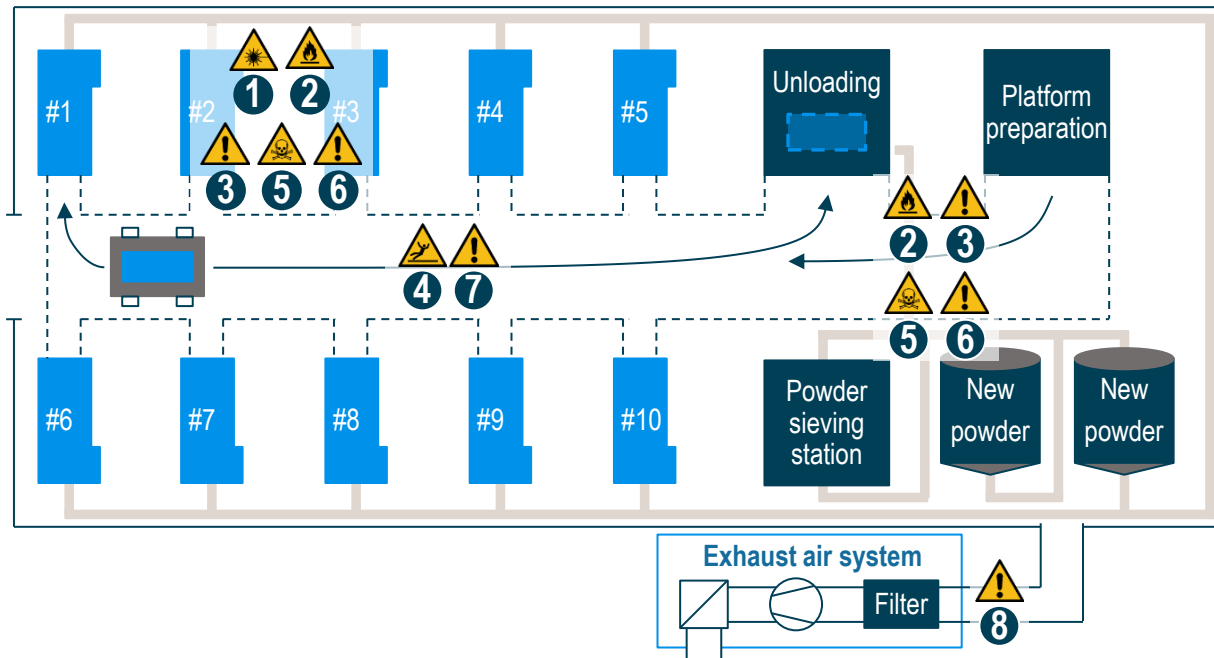 1
2
#1
#2
#3
#4
#5
Unloading
Platform
preparation
3
5
6
2
3
4
7
5
6
#6
#7
#8
#9
#10
Powder
sieving
station
New
powder
New
powder
Exhaust air system
Filter
8